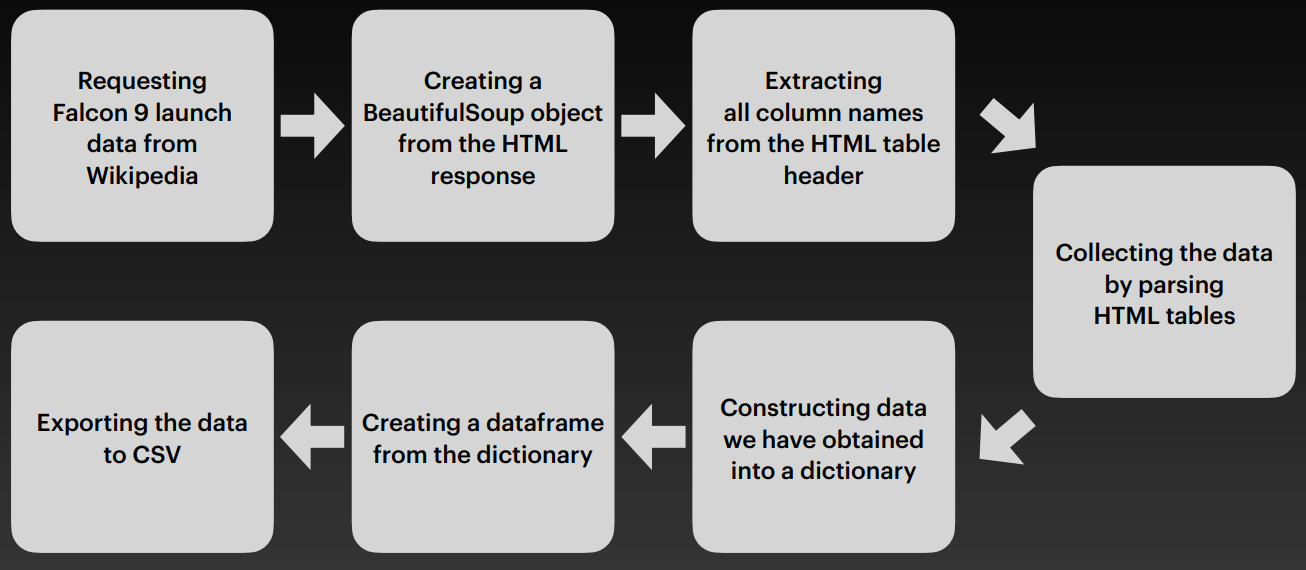 Requesting
Falcon 9 launch
data from
Wikipedia
Creating a
BeautifulSoup object
from the HTML
response
Extracting
all column names
from the HTML table
header
Collecting the data
by parsing
HTML tables
Constructing data
we have obtained
into a dictionary
Creating a dataframe
from the dictionary
Exporting the data
to CSV